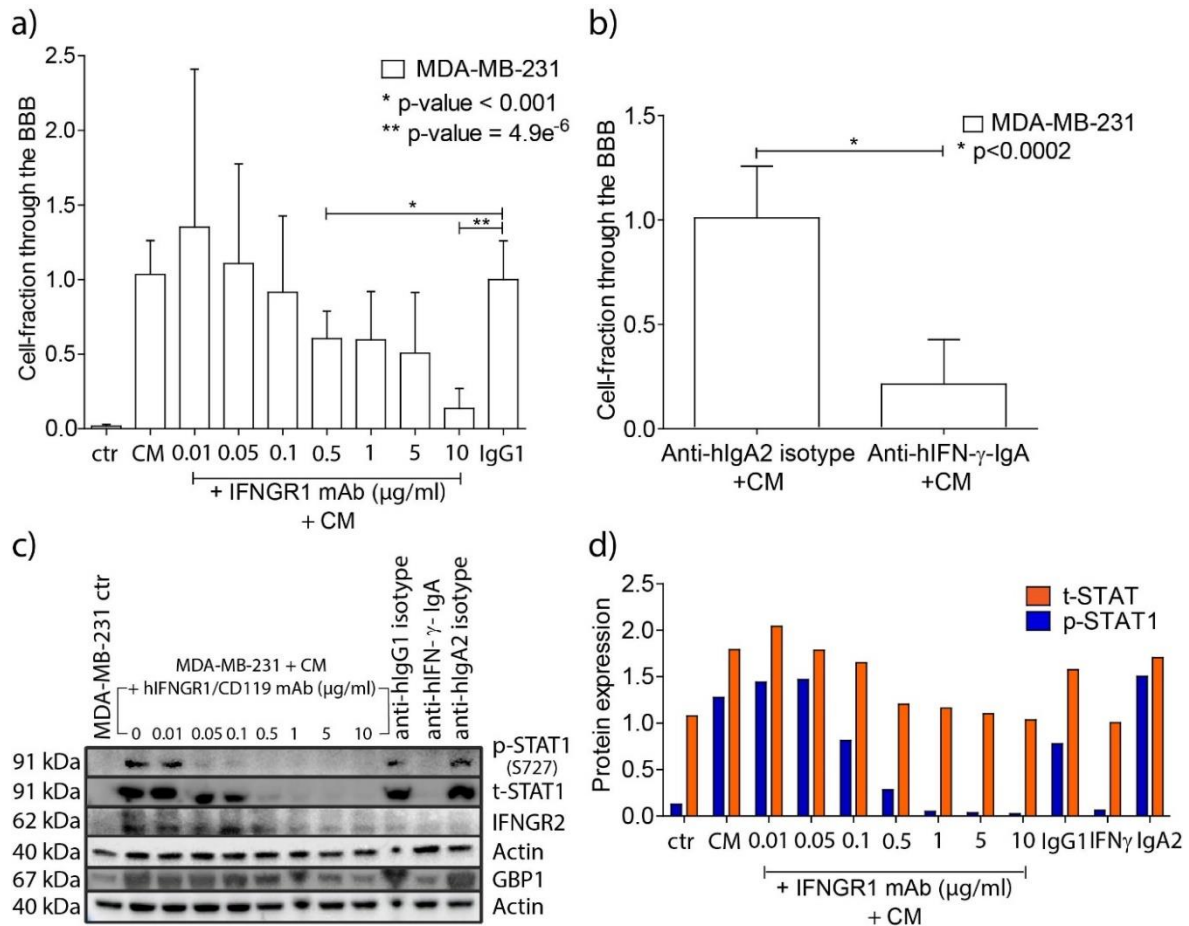 a)
2.5
2.0
1.5
1.0
0.5
0.0
Cell-fraction through the BBB
MDA-MB-231
* p-value < 0.001
** p-value = 4.9e-6
*
**
ctr CM 0.01 0.05 0.1 0.5 1 5 10 IgG1
+ IFNGR1 mAb (µg/ml)
+ CM
b)
1.5
1.0
0.5
0.0
Cell-fraction through the BBB
MDA-MB-231
* p<0.0002
*
Anti-hIgA2 isotype Anti-hIFN-γ-IgA
+CM +CM
c)
MDA-MB-231 ctr
MDA-MB-231 + CM
+ hIFNGR1/CD119 mAb (µg/ml)
0 0.01 0.05 0.1 0.5 1 5 10
anti-hIgG1 isotype
anti-hIFN-γ-IgA
anti-hIgA2 isotype
91 kDa p-STAT1
(S727)
91 kDa t-STAT1
62 kDa IFNGR2
40 kDa Actin
67 kDa GBP1
40 kDa Actin
d)
2.5
2.0
1.5
1.0
0.5
0.0
Protein expression
t-STAT
p-STAT1
ctr CM 0.01 0.05 0.1 0.5 1 5 10 IgG1 IFNγ IgA2
+ IFNGR1 mAb (µg/ml)
+ CM